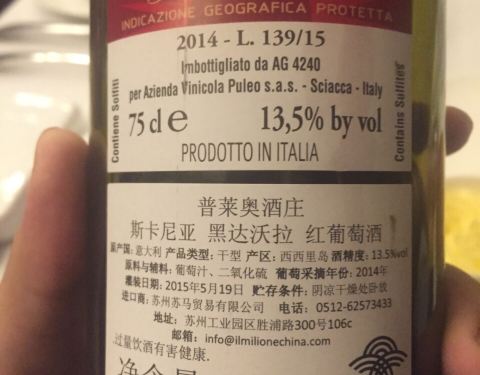 INDICAZIONE GEOGRAFICA PROTETTA
2014 - L. 139/15
Imbottigliato da AG 4240
per Azienda Vinicola Puleo s.a.s. - Sciacca - Italy
75 cl e 13,5% by vol
PRODOTTO IN ITALIA
Contiene Solfiti
Contains Sulfites
普莱奥酒庄
斯卡尼亚 黑达沃拉 红葡萄酒
原产国: 意大利 产品类型: 干型 产区: 西西里岛 酒精度: 13.5%vol
原料与辅料: 葡萄汁、二氧化硫 葡萄采摘年份: 2014年
灌装日期: 2015年5月19日 贮存条件: 阴凉干燥处卧放
进口商: 苏州苏马贸易有限公司 电话: 0512-62573433
地址: 苏州工业园区胜浦路300号106c
邮箱: info@ilmilionechina.com
过量饮酒有害健康.
净含量